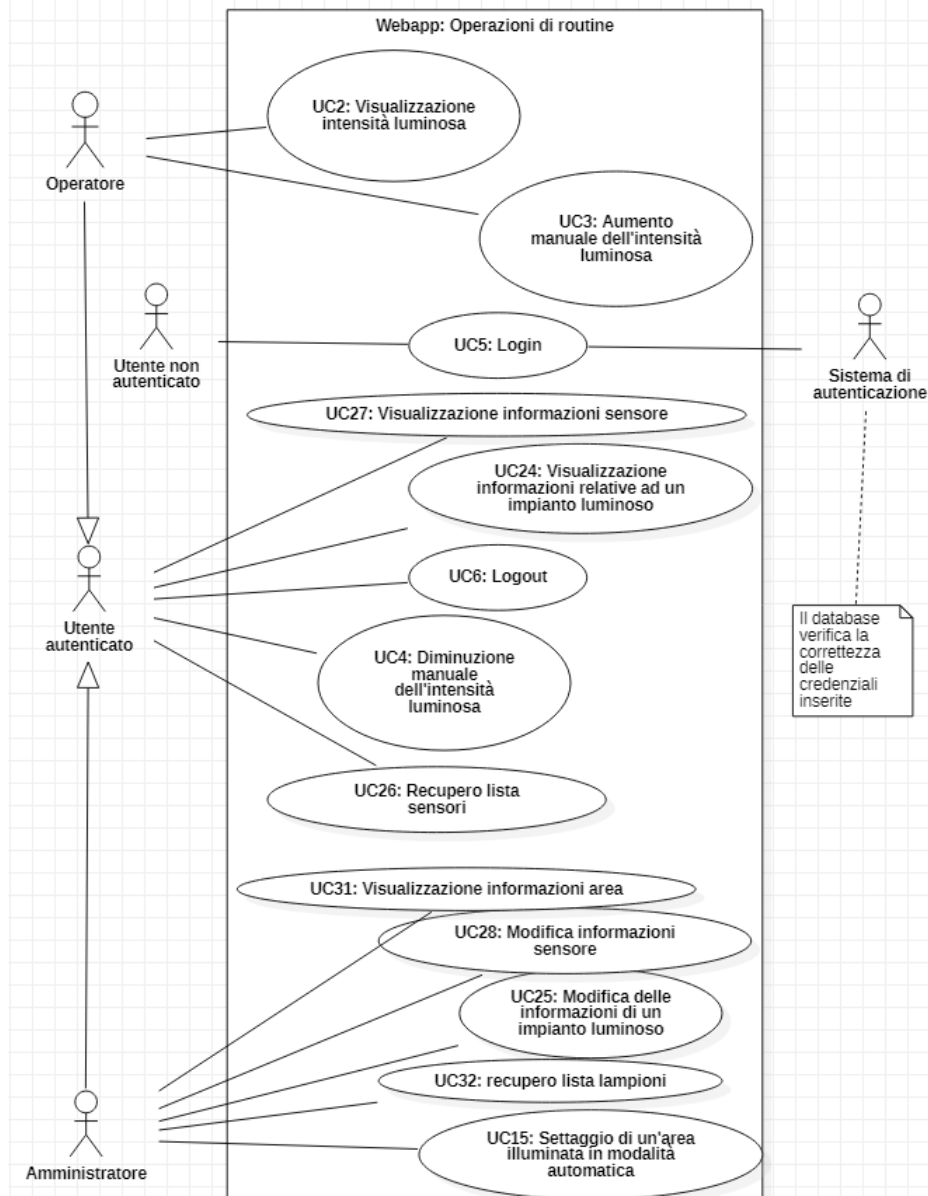 Webapp: Operazioni di routine
UC2: Visualizzazione
intensità luminosa
Operatore
UC3: Aumento
manuale dell'intensità
luminosa
Utente non
autenticato
UC5: Login
Sistema di
autenticazione
UC27: Visualizzazione informazioni sensore
UC24: Visualizzazione
informazioni relative ad un
impianto luminoso
UC6: Logout
Utente
autenticato
Il database
verifica la
correttezza
delle
credenziali
inserite
UC4: Diminuzione
manuale
dell'intensità
luminosa
UC26: Recupero lista
sensori
UC31: Visualizzazione informazioni area
UC28: Modifica informazioni
sensore
UC25: Modifica delle
informazioni di un
impianto luminoso
UC32: recupero lista lampioni
UC15: Settaggio di un'area
illuminata in modalità
automatica
Amministratore